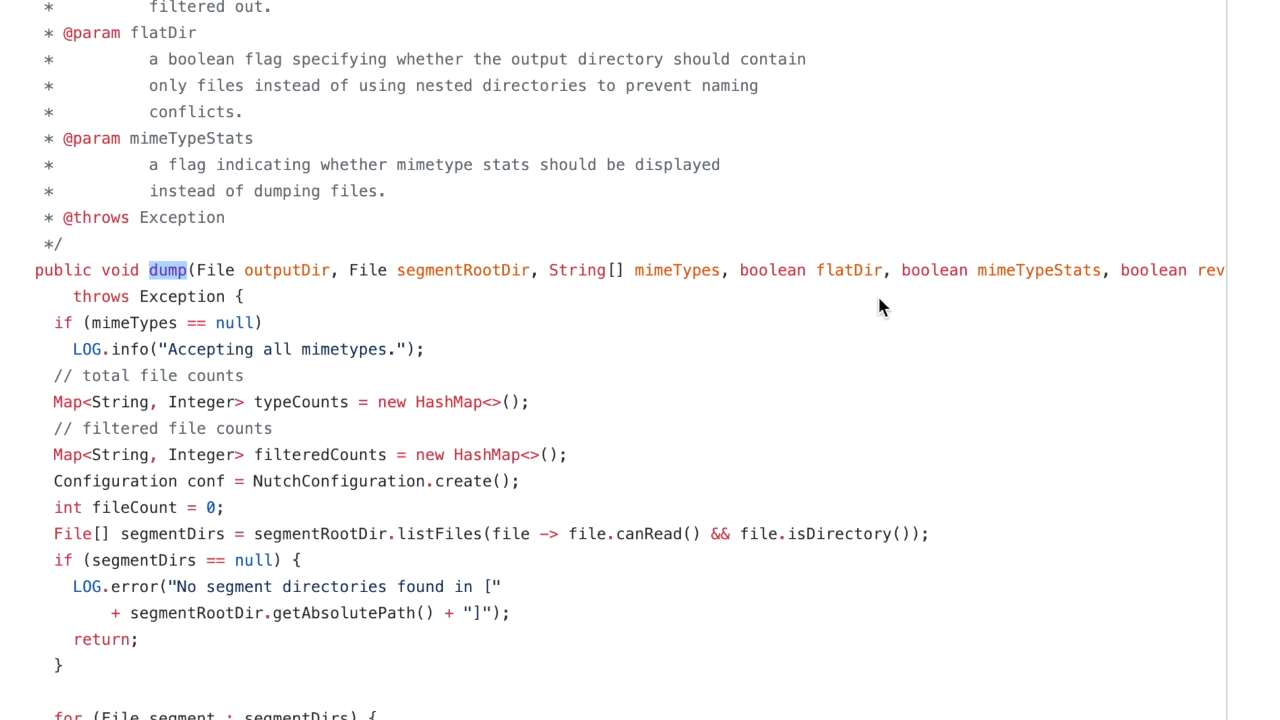 *          filtered out.
* @param flatDir
*          a boolean flag specifying whether the output directory should contain
*          only files instead of using nested directories to prevent naming
*          conflicts.
* @param mimeTypeStats
*          a flag indicating whether mimetype stats should be displayed
*          instead of dumping files.
* @throws Exception
*/
public void dump(File outputDir, File segmentRootDir, String[] mimeTypes, boolean flatDir, boolean mimeTypeStats, boolean rev
    throws Exception {
  if (mimeTypes == null)
    LOG.info("Accepting all mimetypes.");
  // total file counts
  Map<String, Integer> typeCounts = new HashMap<>();
  // filtered file counts
  Map<String, Integer> filteredCounts = new HashMap<>();
  Configuration conf = NutchConfiguration.create();
  int fileCount = 0;
  File[] segmentDirs = segmentRootDir.listFiles(file -> file.canRead() && file.isDirectory());
  if (segmentDirs == null) {
    LOG.error("No segment directories found in ["
        + segmentRootDir.getAbsolutePath() + "]");
    return;
  }
  for (File segment : segmentDirs) {